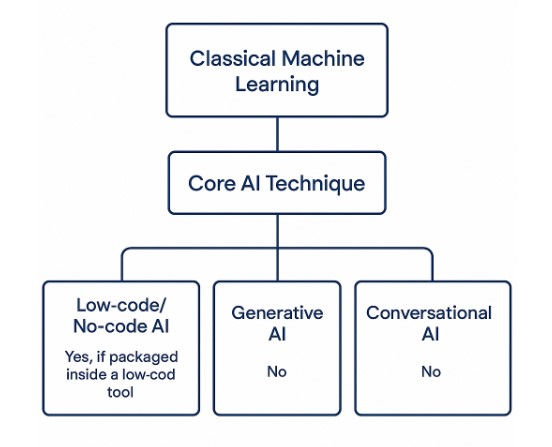 Classical Machine
Learning
Core AI Technique
Low-code/
No-code AI
Yes, if packaged
inside a low-cod
tool
Generative
AI
No
Conversational
AI
No